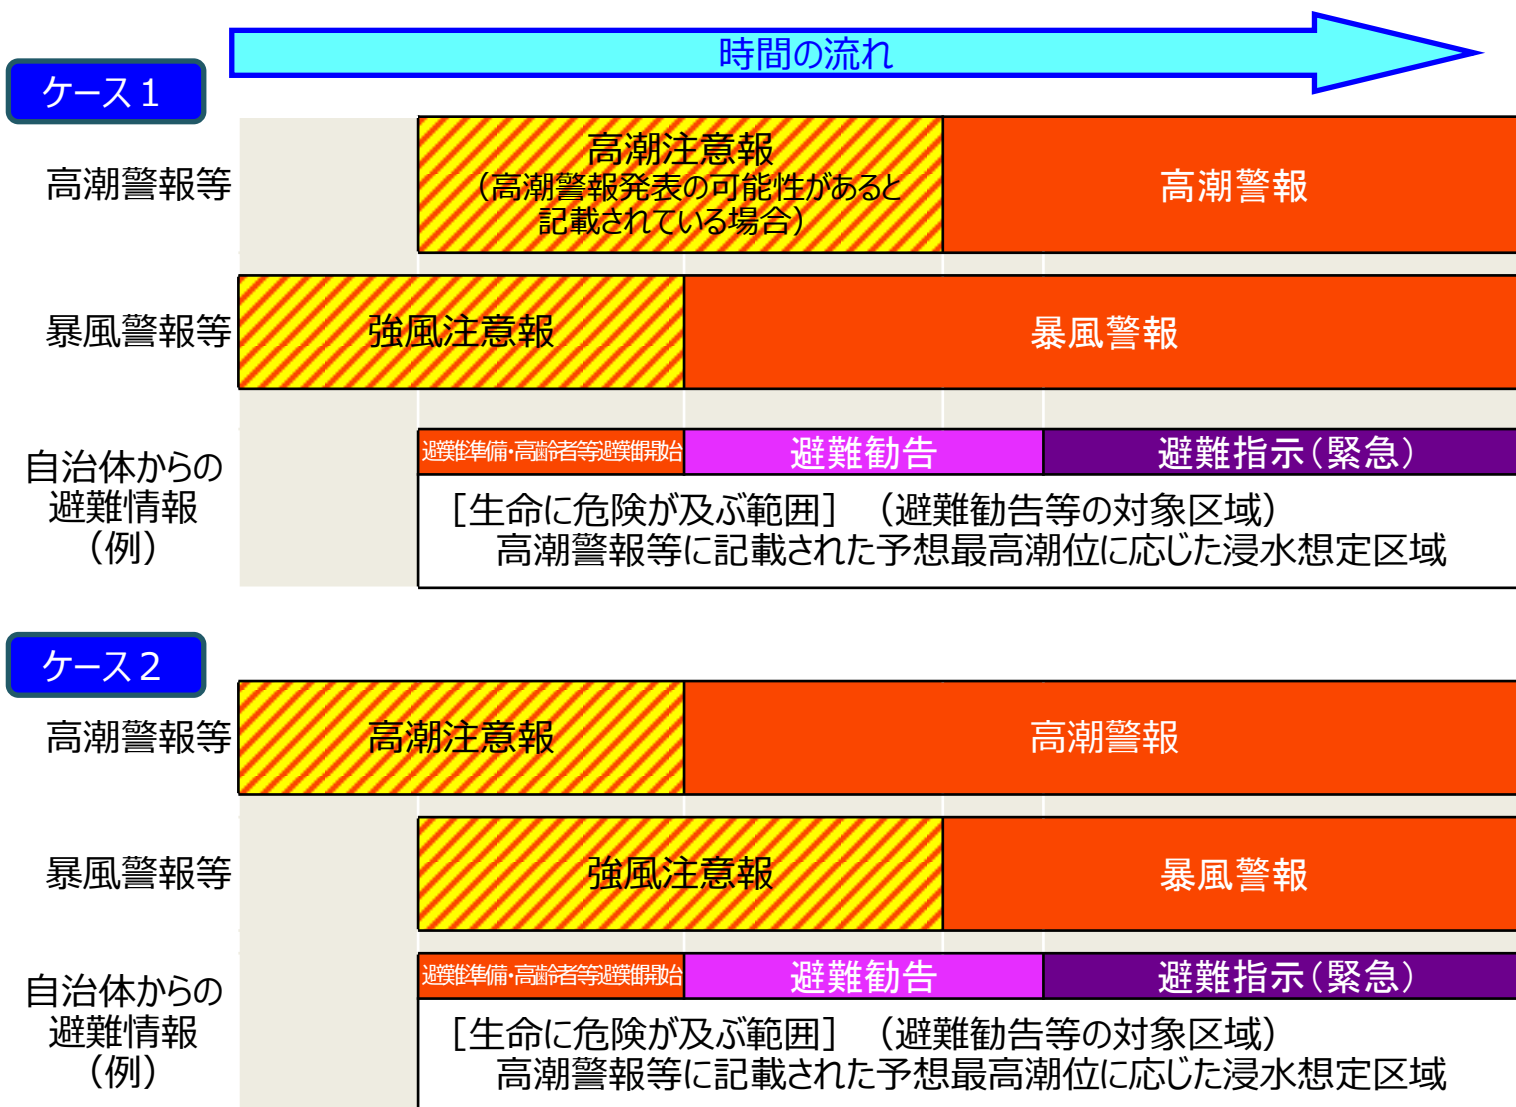 時間の流れ
ケース１
高潮警報等
高潮注意報
（高潮警報発表の可能性があると
記載されている場合）
高潮警報
暴風警報等
強風注意報
暴風警報
自治体からの
避難情報
（例）
避難準備・高齢者等避難開始
避難勧告
避難指示（緊急）
［生命に危険が及ぶ範囲］（避難勧告等の対象区域）
高潮警報等に記載された予想最高潮位に応じた浸水想定区域
ケース２
高潮警報等
高潮注意報
高潮警報
暴風警報等
強風注意報
暴風警報
自治体からの
避難情報
（例）
避難準備・高齢者等避難開始
避難勧告
避難指示（緊急）
［生命に危険が及ぶ範囲］（避難勧告等の対象区域）
高潮警報等に記載された予想最高潮位に応じた浸水想定区域